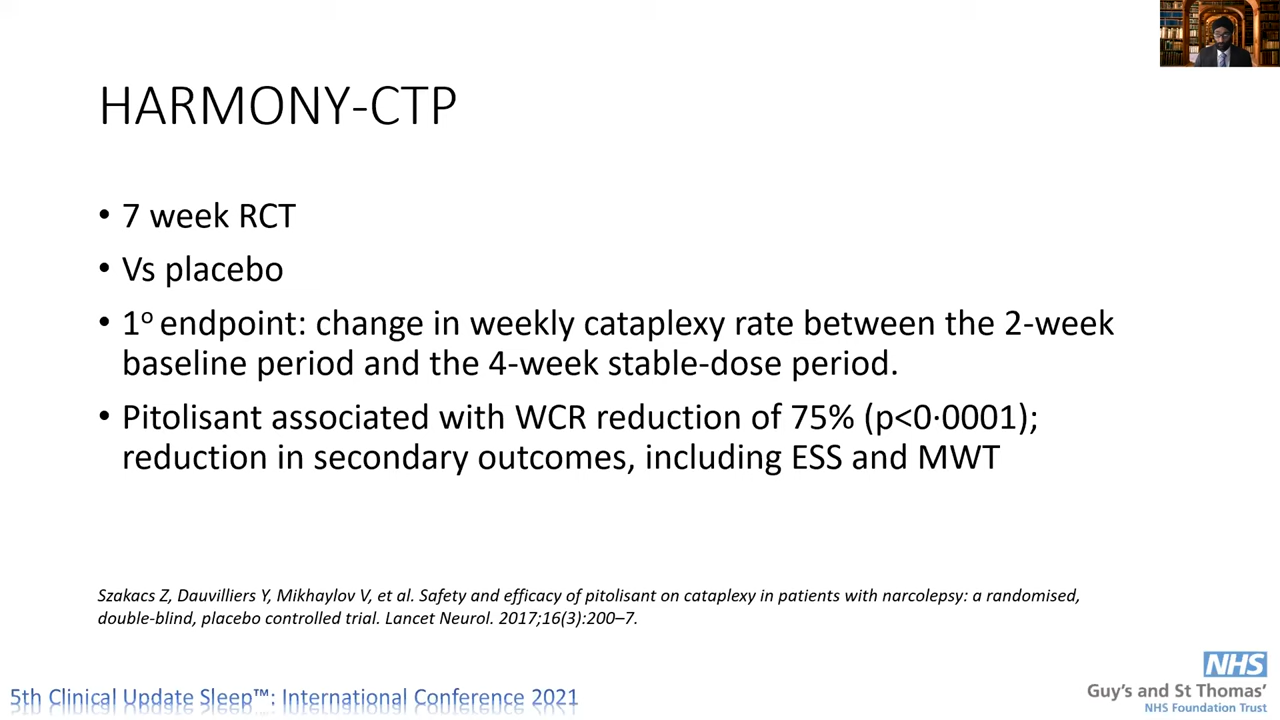 HARMONY-CTP
• 7 week RCT
• Vs placebo
• 1º endpoint: change in weekly cataplexy rate between the 2-week
baseline period and the 4-week stable-dose period.
• Pitolisant associated with WCR reduction of 75% (p<0·0001);
reduction in secondary outcomes, including ESS and MWT
Szakacs Z, Dauvilliers Y, Mikhaylov V, et al. Safety and efficacy of pitolisant on cataplexy in patients with narcolepsy: a randomised,
double-blind, placebo controlled trial. Lancet Neurol. 2017;16(3):200–7.
5th Clinical Update Sleep™: International Conference 2021
NHS
Guy's and St Thomas'
NHS Foundation Trust